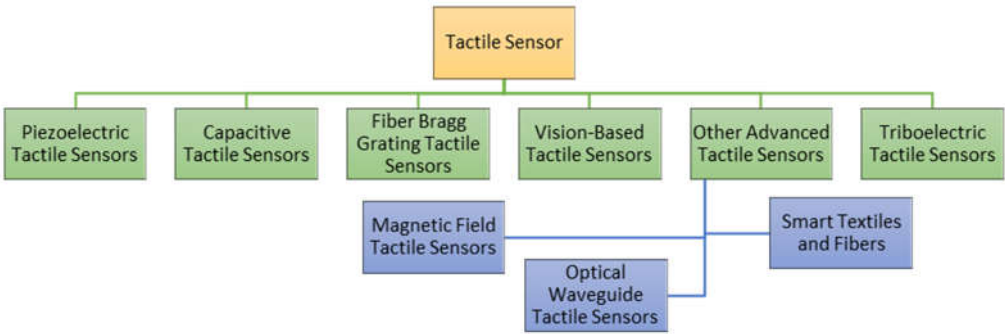 Tactile Sensor
Piezoelectric
Tactile Sensors
Capacitive
Tactile Sensors
Fiber Bragg
Grating Tactile
Sensors
Vision-Based
Tactile Sensors
Other Advanced
Tactile Sensors
Triboelectric
Tactile Sensors
Magnetic Field
Tactile Sensors
Smart Textiles
and Fibers
Optical
Waveguide
Tactile Sensors